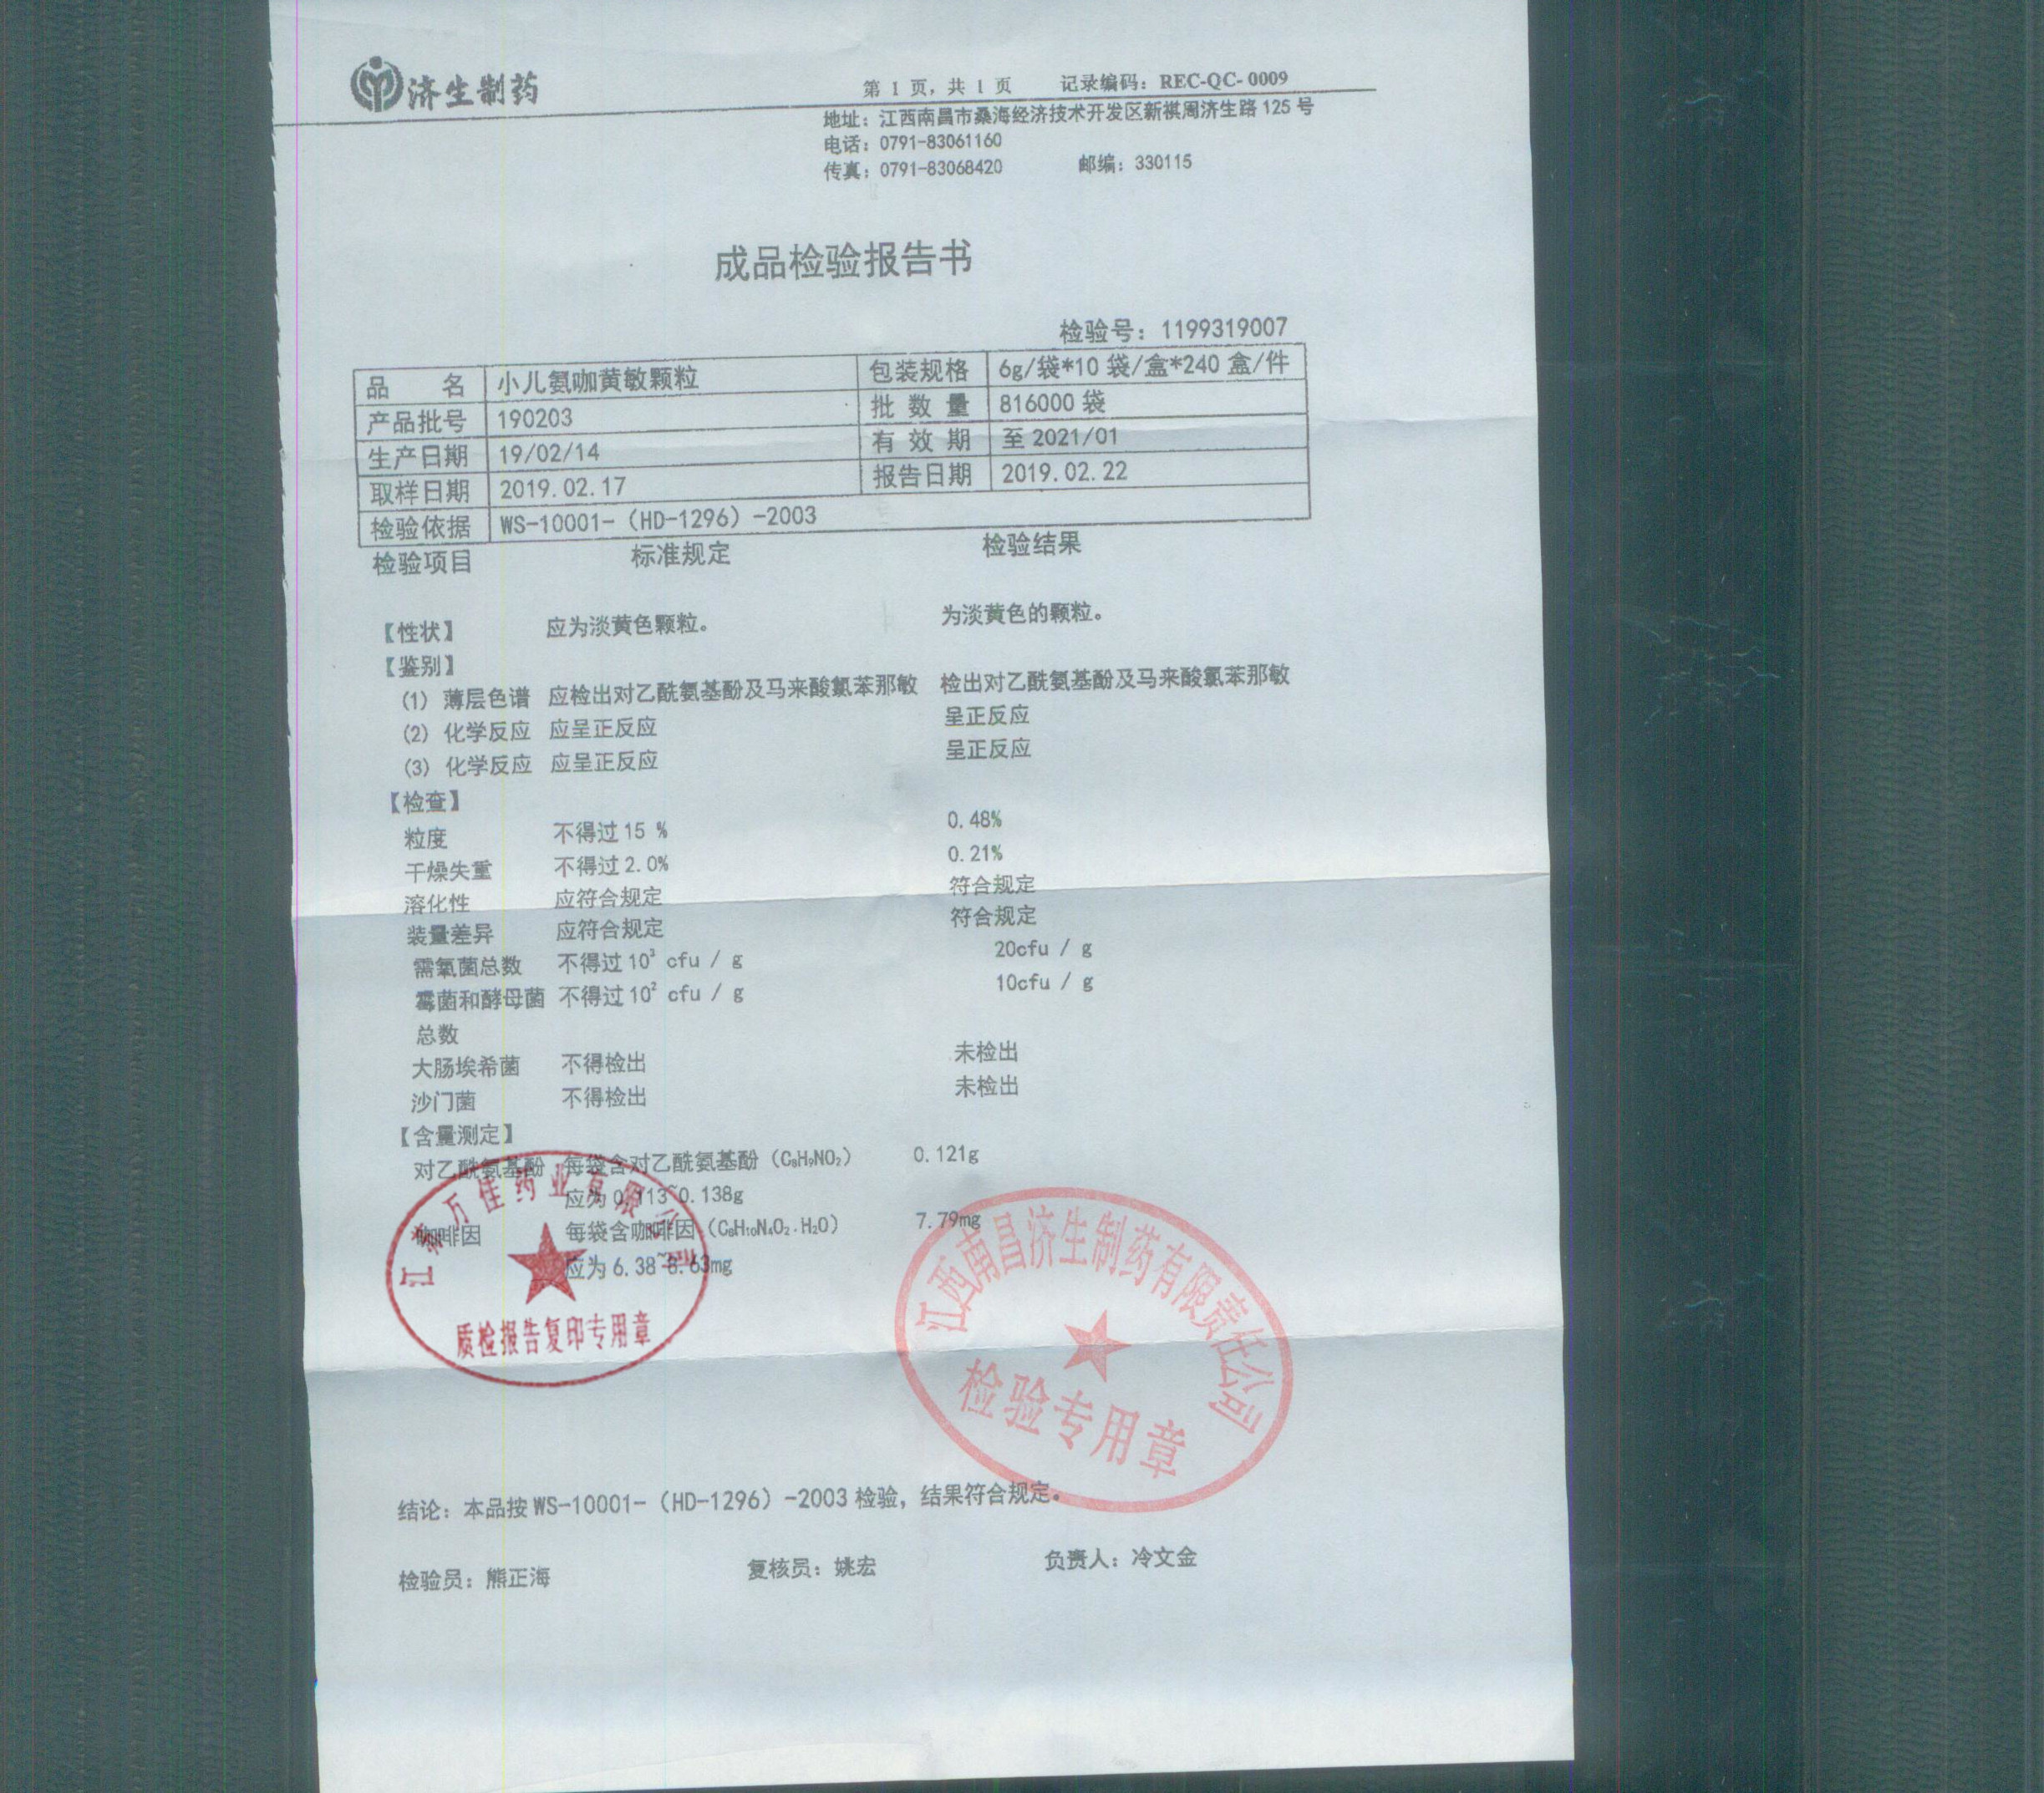 济生制药
第 1 页，共 1 页 记录编码：REC-QC-0009
地址：江西南昌市桑海经济技术开发区新祺周济生路 125 号
电话：0791-83061160
传真：0791-83068420 邮编：330115
成品检验报告书
检验号：1199319007
品 名 小儿氨咖黄敏颗粒 包装规格 6g/袋*10 袋/盒*240 盒/件
产品批号 190203 批 数 量 816000 袋
生产日期 19/02/14 有 效 期 至 2021/01
取样日期 2019.02.17 报告日期 2019.02.22
检验依据 WS-10001-（HD-1296）-2003
检验项目 标准规定 检验结果
【性状】 应为淡黄色颗粒。 为淡黄色的颗粒。
【鉴别】
(1) 薄层色谱 应检出对乙酰氨基酚及马来酸氯苯那敏 检出对乙酰氨基酚及马来酸氯苯那敏
(2) 化学反应 应呈正反应 呈正反应
(3) 化学反应 应呈正反应 呈正反应
【检查】
粒度 不得过 15 % 0.48%
干燥失重 不得过 2.0% 0.21%
溶化性 应符合规定 符合规定
装量差异 应符合规定 符合规定
需氧菌总数 不得过 10³ cfu / g 20cfu / g
霉菌和酵母菌 不得过 10² cfu / g 10cfu / g
总数
大肠埃希菌 不得检出 未检出
沙门菌 不得检出 未检出
【含量测定】
对乙酰氨基酚 每袋含对乙酰氨基酚（C₈H₉NO₂） 0.121g
应为 0.113~0.138g
咖啡因 每袋含咖啡因（C₈H₁₀N₄O₂·H₂O） 7.79mg
应为 6.38~8.63mg
万佳药业有限公司
质检报告复印专用章
江西南昌济生制药有限责任公司
检验专用章
结论：本品按 WS-10001-（HD-1296）-2003 检验，结果符合规定。
检验员：熊正海 复核员：姚宏 负责人：冷文金